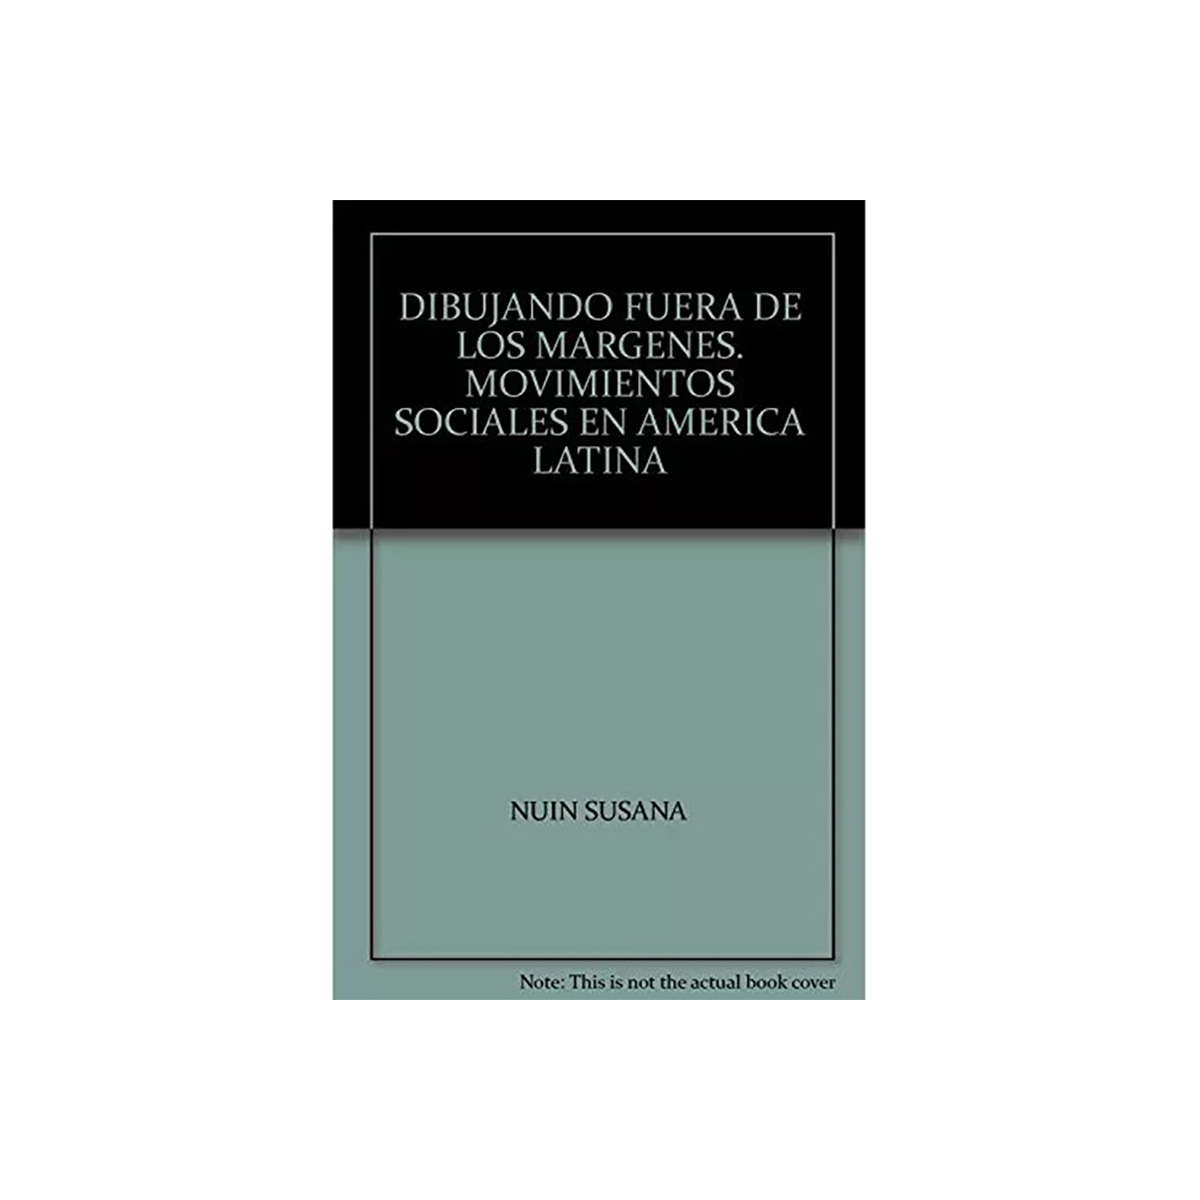 DIBUJANDO FUERA DE
LOS MARGENES.
MOVIMIENTOS
SOCIALES EN AMERICA
LATINA
NUIN SUSANA
Note: This is not the actual book cover